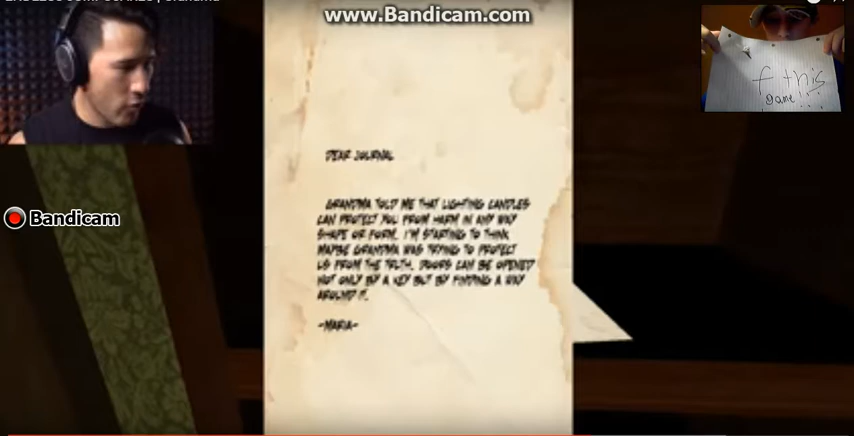 www.Bandicam.com
f this
game!!!
DEAR JOURNAL
GRANDMA TOLD ME THAT LIGHTING CANDLES
CAN PROTECT YOU FROM HARM IN ANY WAY
SHAPE OR FORM. I'M STARTING TO THINK
MAYBE GRANDMA WAS TRYING TO PROTECT
US FROM THE TRUTH. DOORS CAN BE OPENED
NOT ONLY BY A KEY BUT BY FINDING A WAY
AROUND IT.
-MARIA-
Bandicam